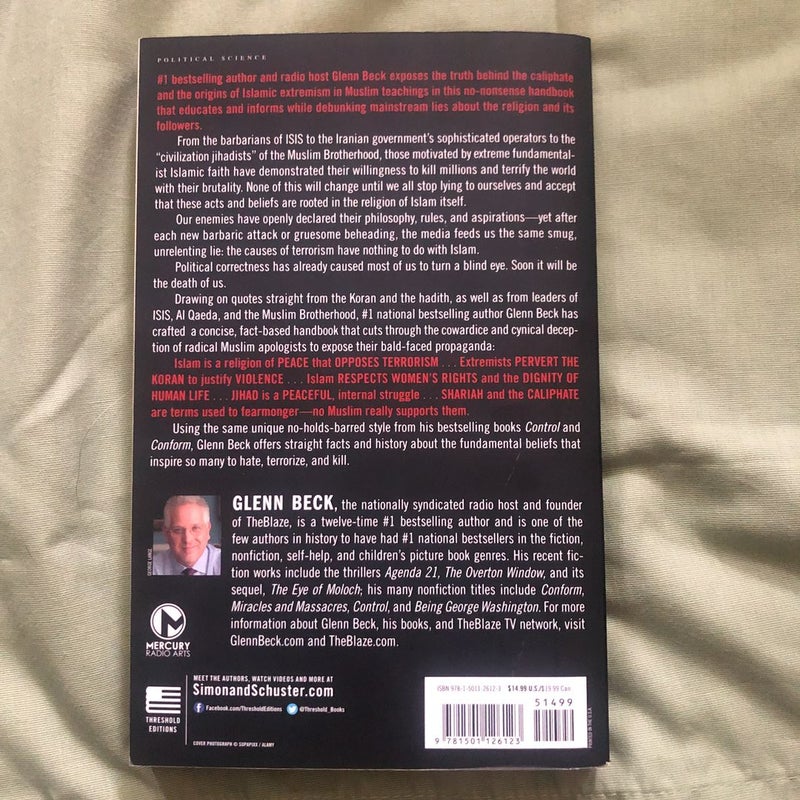 POLITICAL SCIENCE
#1 bestselling author and radio host Glenn Beck exposes the truth behind the caliphate
and the origins of Islamic extremism in Muslim teachings in this no-nonsense handbook
that educates and informs while debunking mainstream lies about the religion and its
followers.
From the barbarians of ISIS to the Iranian government's sophisticated operators to the
"civilization jihadists" of the Muslim Brotherhood, those motivated by extreme fundamental-
ist Islamic faith have demonstrated their willingness to kill millions and terrify the world
with their brutality. None of this will change until we all stop lying to ourselves and accept
that these acts and beliefs are rooted in the religion of Islam itself.
Our enemies have openly declared their philosophy, rules, and aspirations—yet after
each new barbaric attack or gruesome beheading, the media feeds us the same smug,
unrelenting lie: the causes of terrorism have nothing to do with Islam.
Political correctness has already caused most of us to turn a blind eye. Soon it will be
the death of us.
Drawing on quotes straight from the Koran and the hadith, as well as from leaders of
ISIS, Al Qaeda, and the Muslim Brotherhood, #1 national bestselling author Glenn Beck has
crafted a concise, fact-based handbook that cuts through the cowardice and cynical decep-
tion of radical Muslim apologists to expose their bald-faced propaganda:
Islam is a religion of PEACE that OPPOSES TERRORISM . . . Extremists PERVERT THE
KORAN to justify VIOLENCE . . . Islam RESPECTS WOMEN'S RIGHTS and the DIGNITY OF
HUMAN LIFE . . . JIHAD is a PEACEFUL, internal struggle . . . SHARIAH and the CALIPHATE
are terms used to fearmonger—no Muslim really supports them.
Using the same unique no-holds-barred style from his bestselling books Control and
Conform, Glenn Beck offers straight facts and history about the fundamental beliefs that
inspire so many to hate, terrorize, and kill.
GLENN BECK, the nationally syndicated radio host and founder
of TheBlaze, is a twelve-time #1 bestselling author and is one of the
few authors in history to have had #1 national bestsellers in the fiction,
nonfiction, self-help, and children's picture book genres. His recent fic-
tion works include the thrillers Agenda 21, The Overton Window, and its
sequel, The Eye of Moloch; his many nonfiction titles include Conform,
Miracles and Massacres, Control, and Being George Washington. For more
information about Glenn Beck, his books, and TheBlaze TV network, visit
GlennBeck.com and TheBlaze.com.
GEORGE LANGE
MERCURY
RADIO ARTS
THRESHOLD
EDITIONS
MEET THE AUTHORS, WATCH VIDEOS AND MORE AT
SimonandSchuster.com
Facebook.com/ThresholdEditions @Threshold_Books
COVER PHOTOGRAPH © SUPAPIXX / ALAMY
ISBN 978-1-5011-2612-3 $14.99 U.S./$19.99 Can
51499
9 781501 126123
PRINTED IN THE U.S.A.